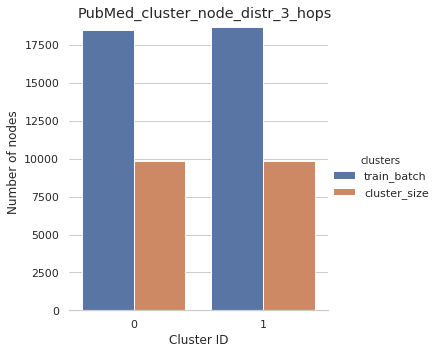 PubMed_cluster_node_distr_3_hops
17500
15000
12500
10000
7500
5000
2500
0
Number of nodes
0
1
Cluster ID
clusters
train_batch
cluster_size